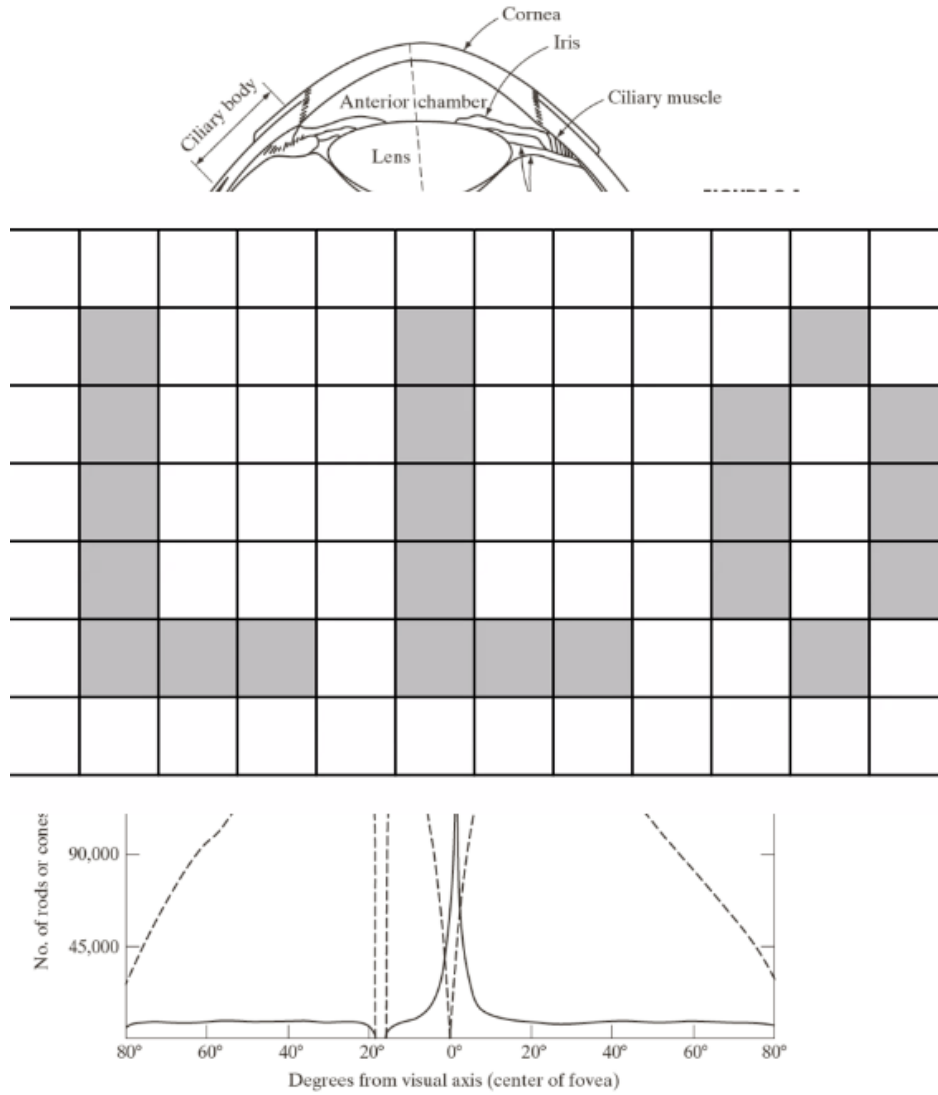 Cornea
Iris
Ciliary muscle
Ciliary body
Anterior chamber
Lens
No. of rods or cones
90,000
45,000
80° 60° 40° 20° 0° 20° 40° 60° 80°
Degrees from visual axis (center of fovea)